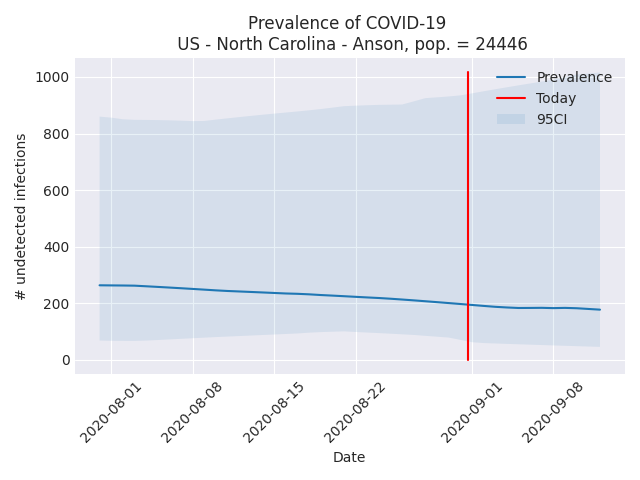 Prevalence of COVID-19
US - North Carolina - Anson, pop. = 24446
1000
800
600
400
200
0
# undetected infections
Prevalence
Today
95CI
2020-08-01
2020-08-08
2020-08-15
2020-08-22
2020-09-01
2020-09-08
Date